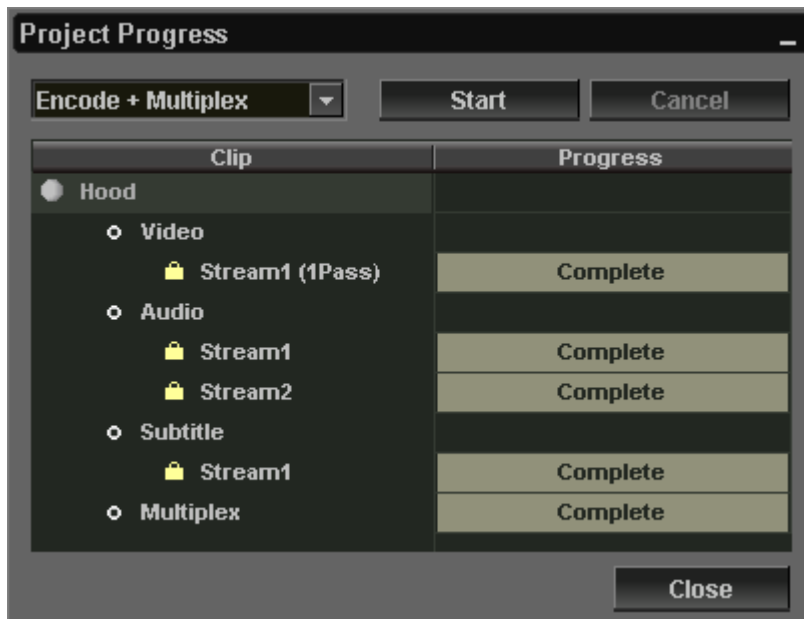 Project Progress
Encode + Multiplex Start Cancel
Clip Progress
Hood
Video
Stream1 (1Pass) Complete
Audio
Stream1 Complete
Stream2 Complete
Subtitle
Stream1 Complete
Multiplex Complete
Close